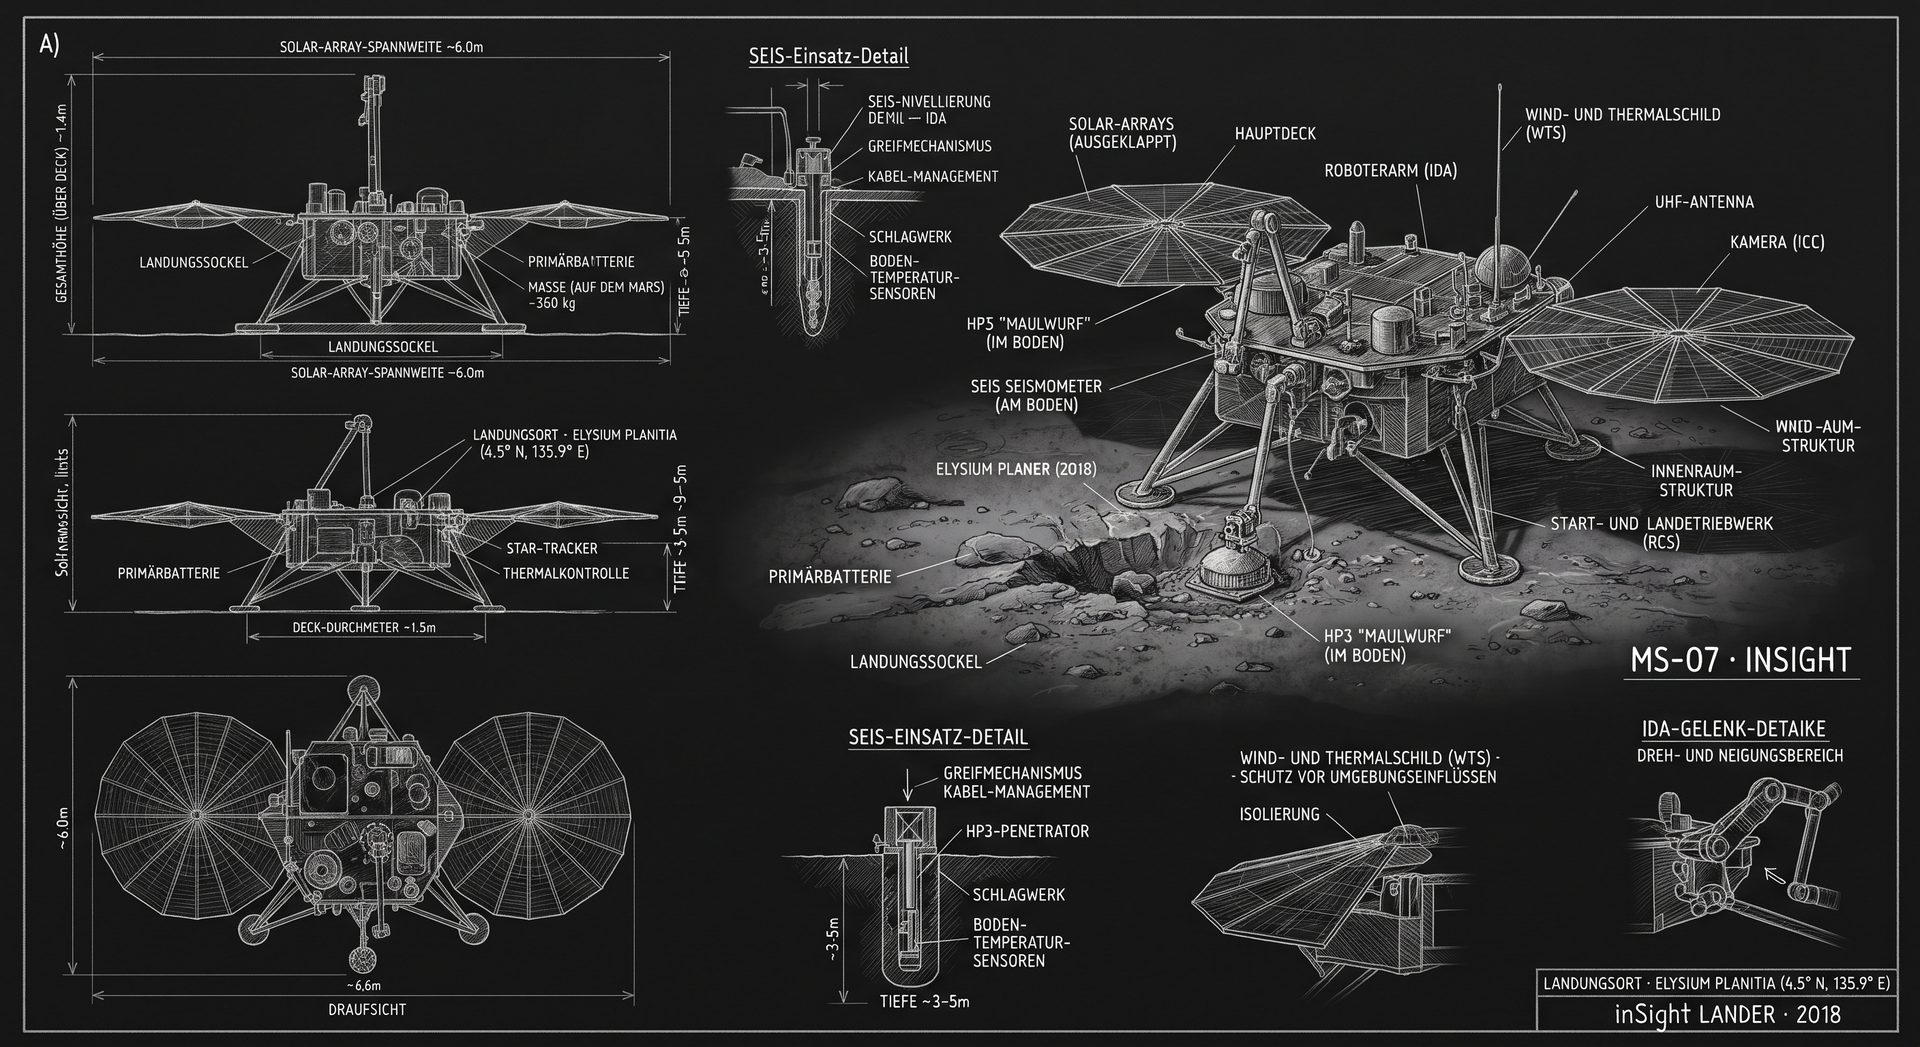 A)
SOLAR-ARRAY-SPANNWEITE ~6.0m
GESAMTHÖHE (ÜBER DECK) ~1.4m
LANDUNGSSOCKEL
PRIMÄRBATTERIE
MASSE (AUF DEM MARS)
~360 kg
LANDUNGSSOCKEL
SOLAR-ARRAY-SPANNWEITE ~6.0m
LANDUNGSORT · ELYSIUM PLANITIA
(4.5° N, 135.9° E)
STAR-TRACKER
THERMALKONTROLLE
PRIMÄRBATTERIE
DECK-DURCHMETER ~1.5m
~6.0m
~6.6m
DRAUFSICHT
SEIS-Einsatz-Detail
SEIS-NIVELLIERUNG
DEMIL — IDA
GREIFMECHANISMUS
KABEL-MANAGEMENT
SCHLAGWERK
BODEN-
TEMPERATUR-
SENSOREN
SOLAR-ARRAYS
(AUSGEKLAPPT)
HAUPTDECK
ROBOTERARM (IDA)
WIND- UND THERMALSCHILD
(WTS)
UHF-ANTENNA
KAMERA (ICC)
HP3 "MAULWURF"
(IM BODEN)
SEIS SEISMOMETER
(AM BODEN)
ELYSIUM PLANER (2018)
PRIMÄRBATTERIE
LANDUNGSSOCKEL
HP3 "MAULWURF"
(IM BODEN)
STRUKTUR
INNENRAUM-
STRUKTUR
START- UND LANDETRIEBWERK
(RCS)
MS-07 · INSIGHT
SEIS-EINSATZ-DETAIL
GREIFMECHANISMUS
KABEL-MANAGEMENT
HP3-PENETRATOR
SCHLAGWERK
BODEN-
TEMPERATUR-
SENSOREN
~3-5m
TIEFE ~3-5m
WIND- UND THERMALSCHILD (WTS) -
- SCHUTZ VOR UMGEBUNGSEINFLÜSSEN
ISOLIERUNG
IDA-GELENK-DETAIKE
DREH- UND NEIGUNGSBEREICH
LANDUNGSORT · ELYSIUM PLANITIA (4.5° N, 135.9° E)
inSight LANDER · 2018